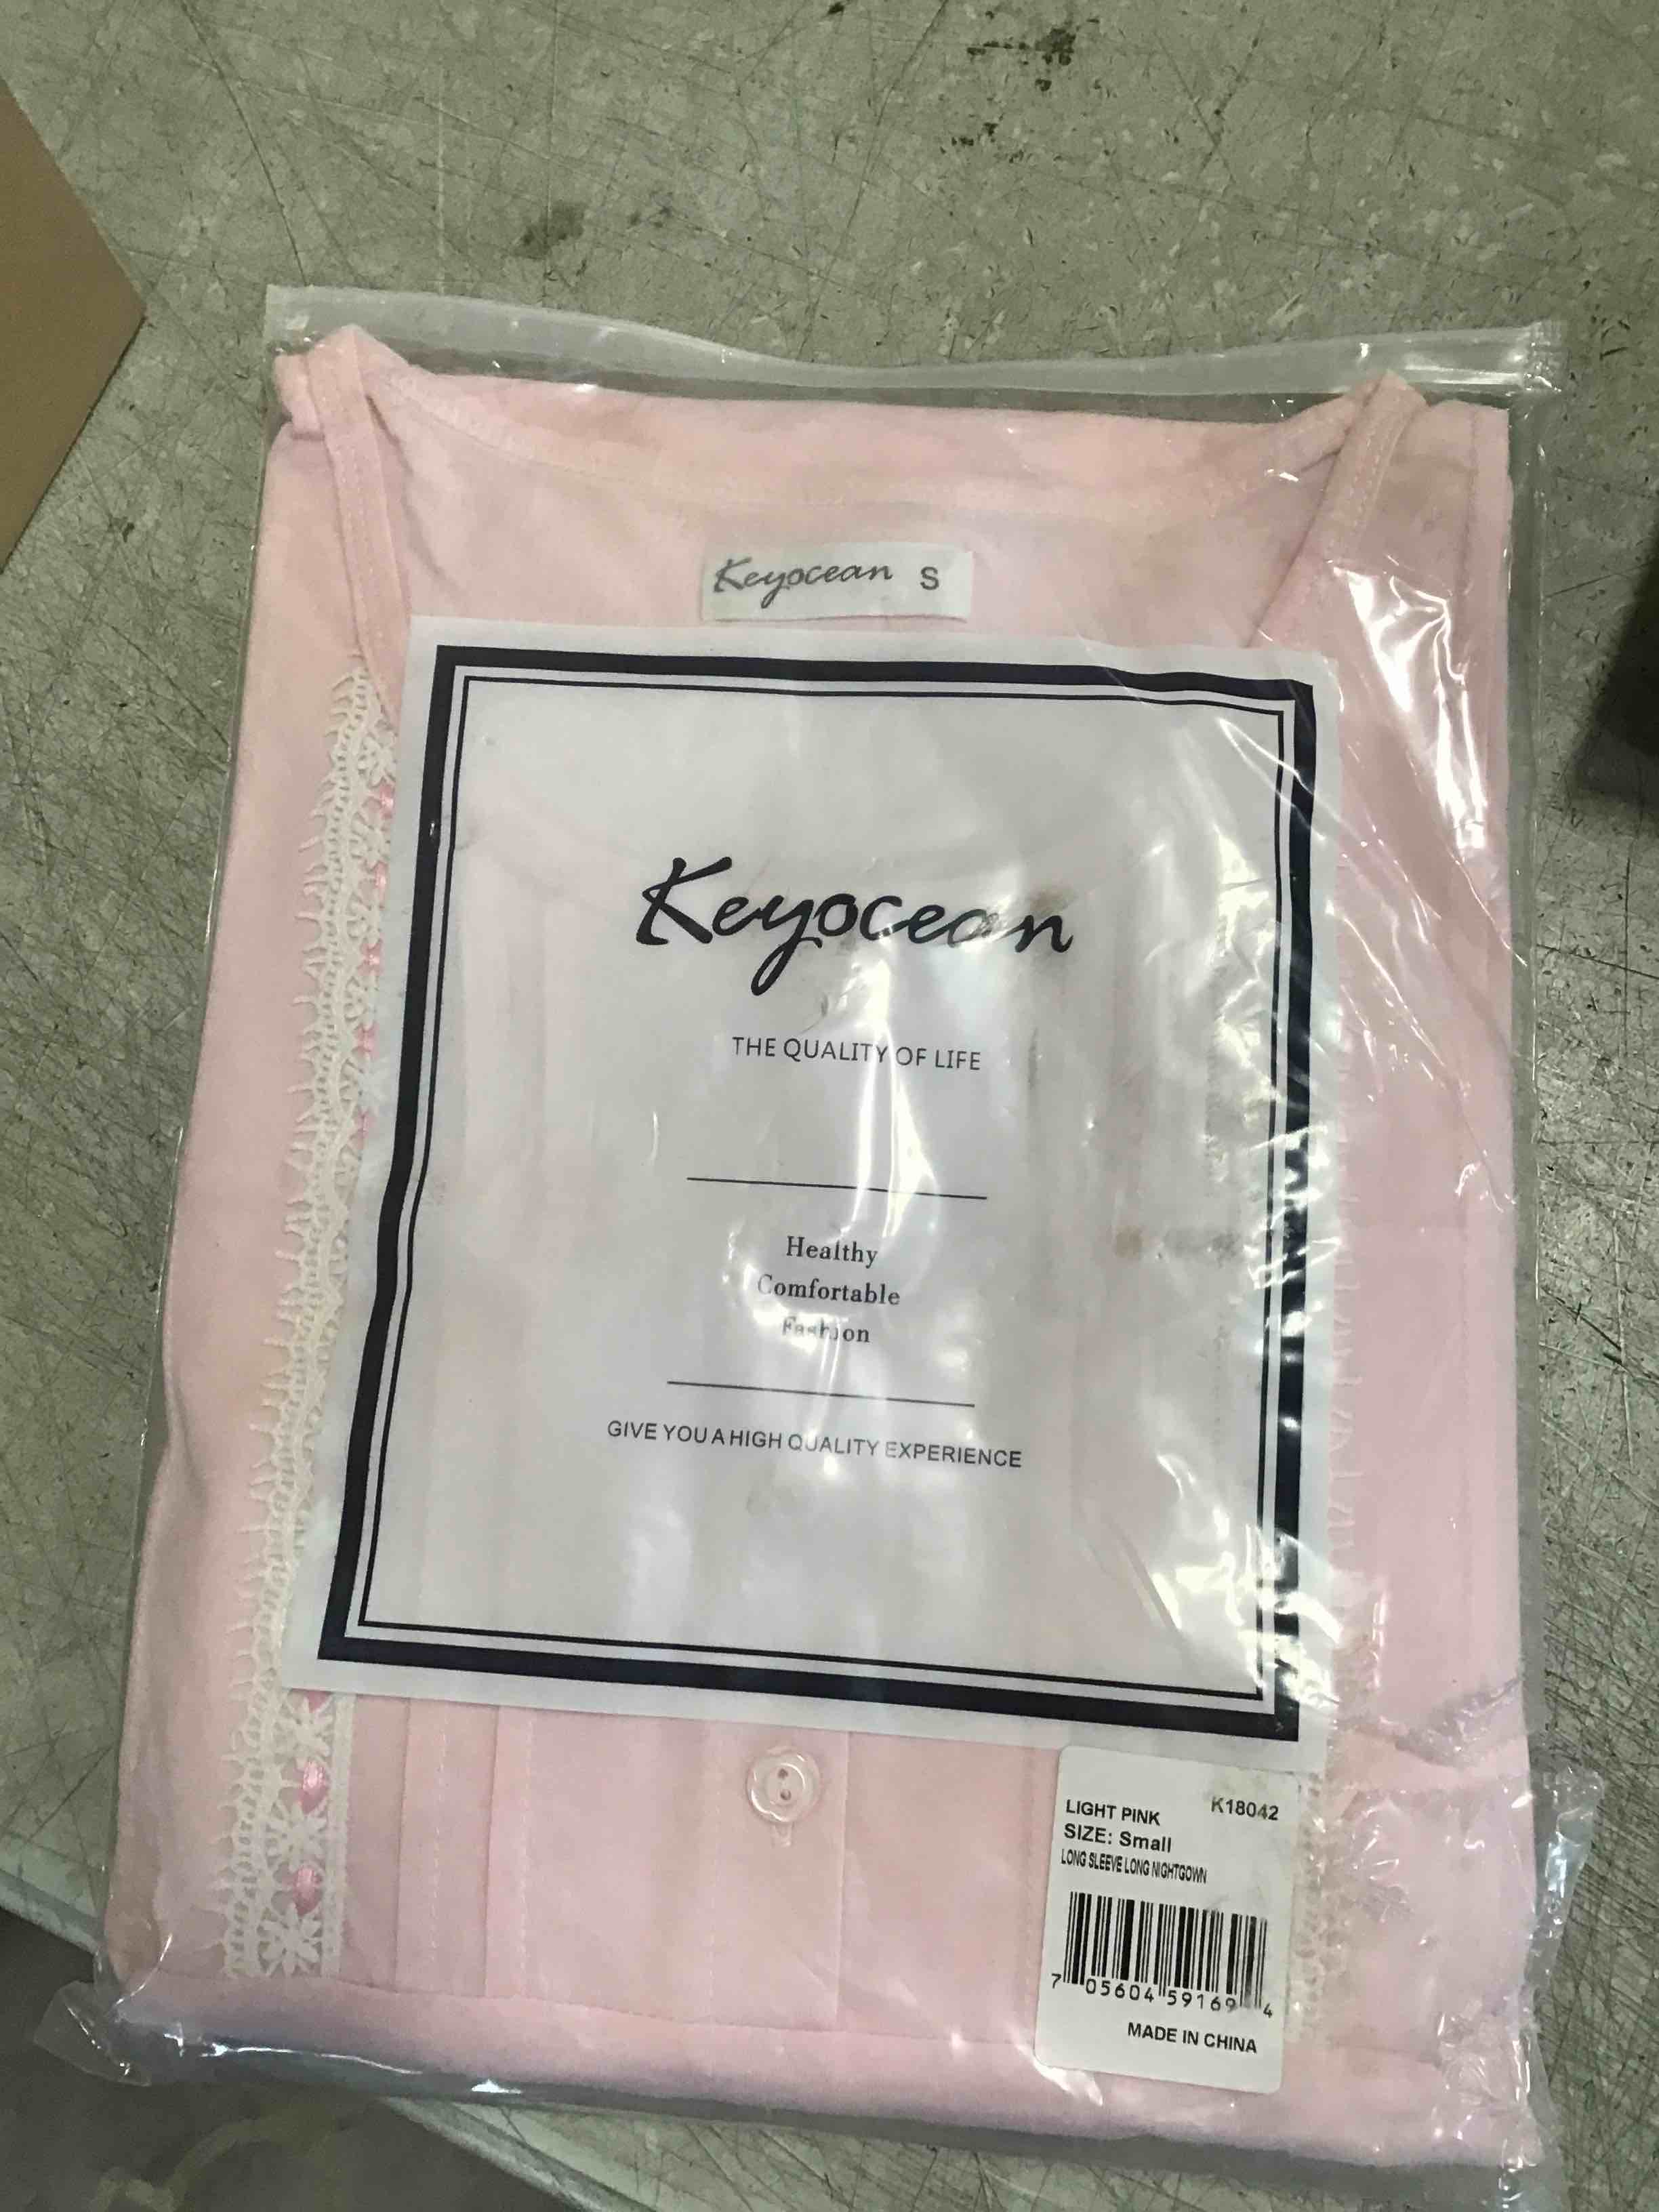 Keyocean S
Keyocean
THE QUALITY OF LIFE
Healthy
Comfortable
Fashion
GIVE YOU A HIGH QUALITY EXPERIENCE
LIGHT PINK K18042
SIZE: Small
LONG SLEEVE LONG NIGHTGOWN
7 05604 59169 4
MADE IN CHINA